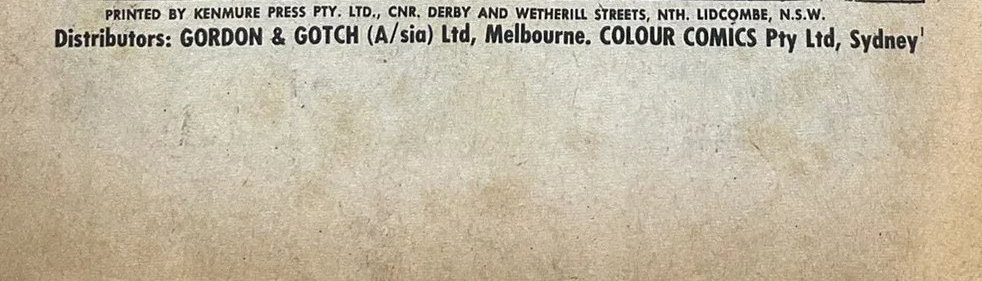 PRINTED BY KENMURE PRESS PTY. LTD., CNR. DERBY AND WETHERILL STREETS, NTH. LIDCOMBE, N.S.W.
Distributors: GORDON & GOTCH (A/sia) Ltd, Melbourne. COLOUR COMICS Pty Ltd, Sydney